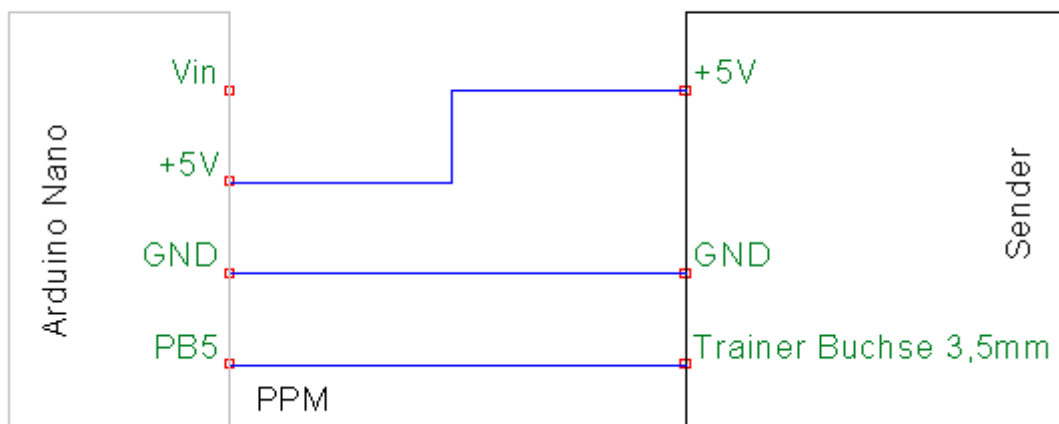 Arduino Nano
Vin
+5V
GND
PB5
PPM
+5V
GND
Trainer Buchse 3,5mm
Sender